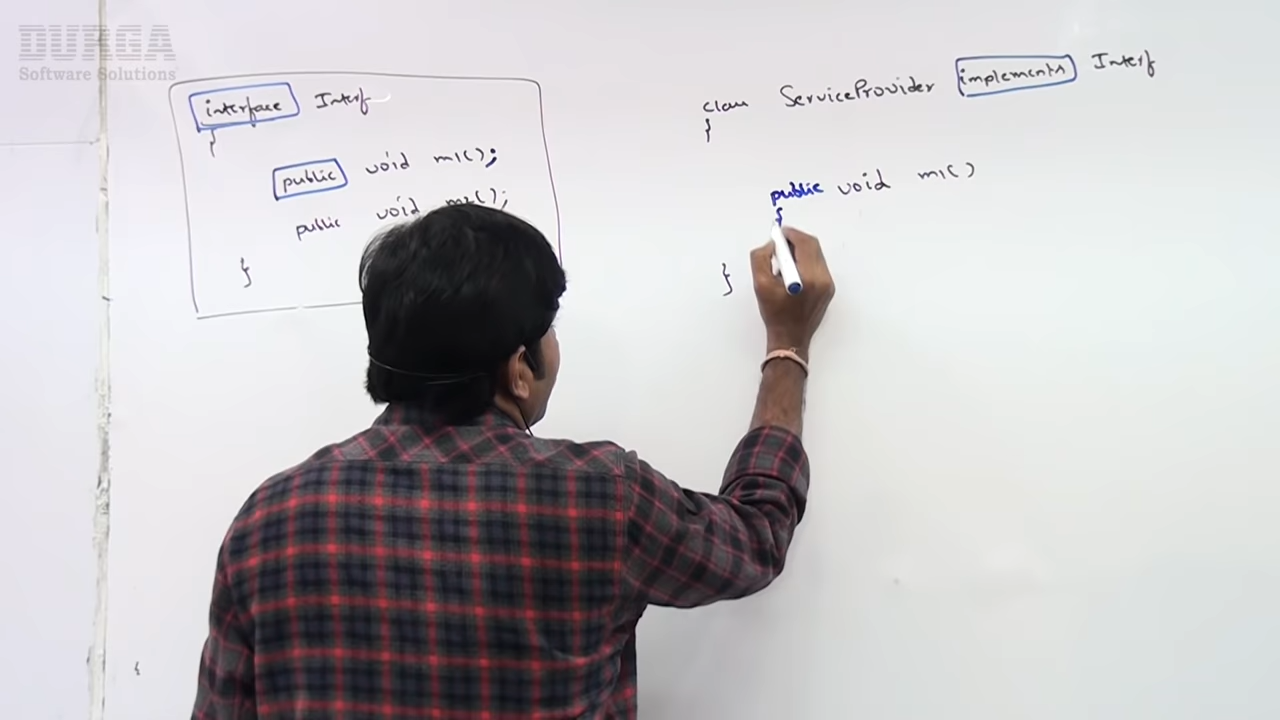 DURGA
Software Solutions
interface Interf
{
public void m1();
public void m2();
}
class ServiceProvider implements Interf
{
public void m1()
{
}